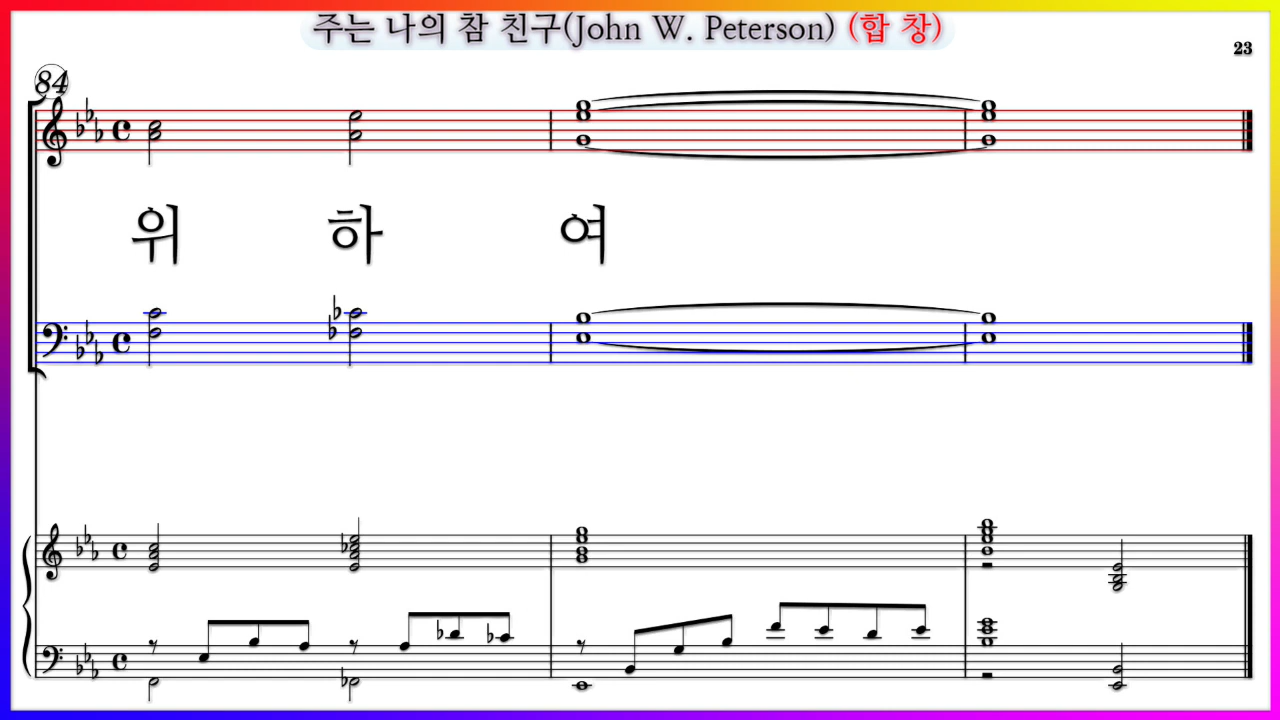 주는 나의 참 친구(John W. Peterson) (합 창)
23
84
위 하 여